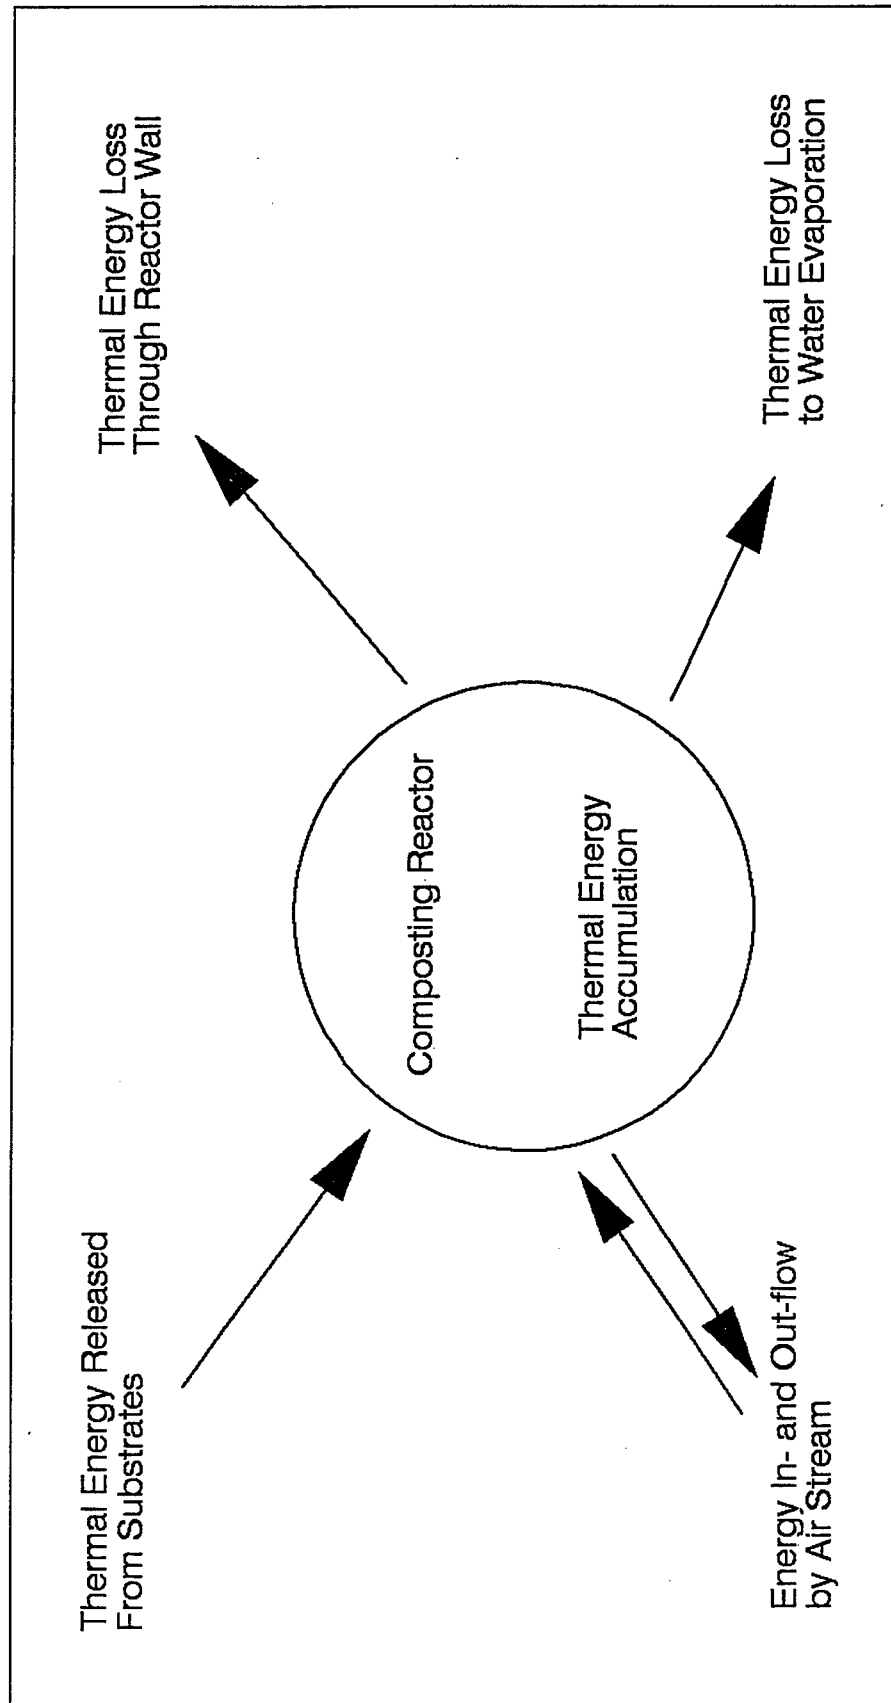 Thermal Energy Released
From Substrates
Thermal Energy Loss
Through Reactor Wall
Composting Reactor
Thermal Energy
Accumulation
Energy In- and Out-flow
by Air Stream
Thermal Energy Loss
to Water Evaporation